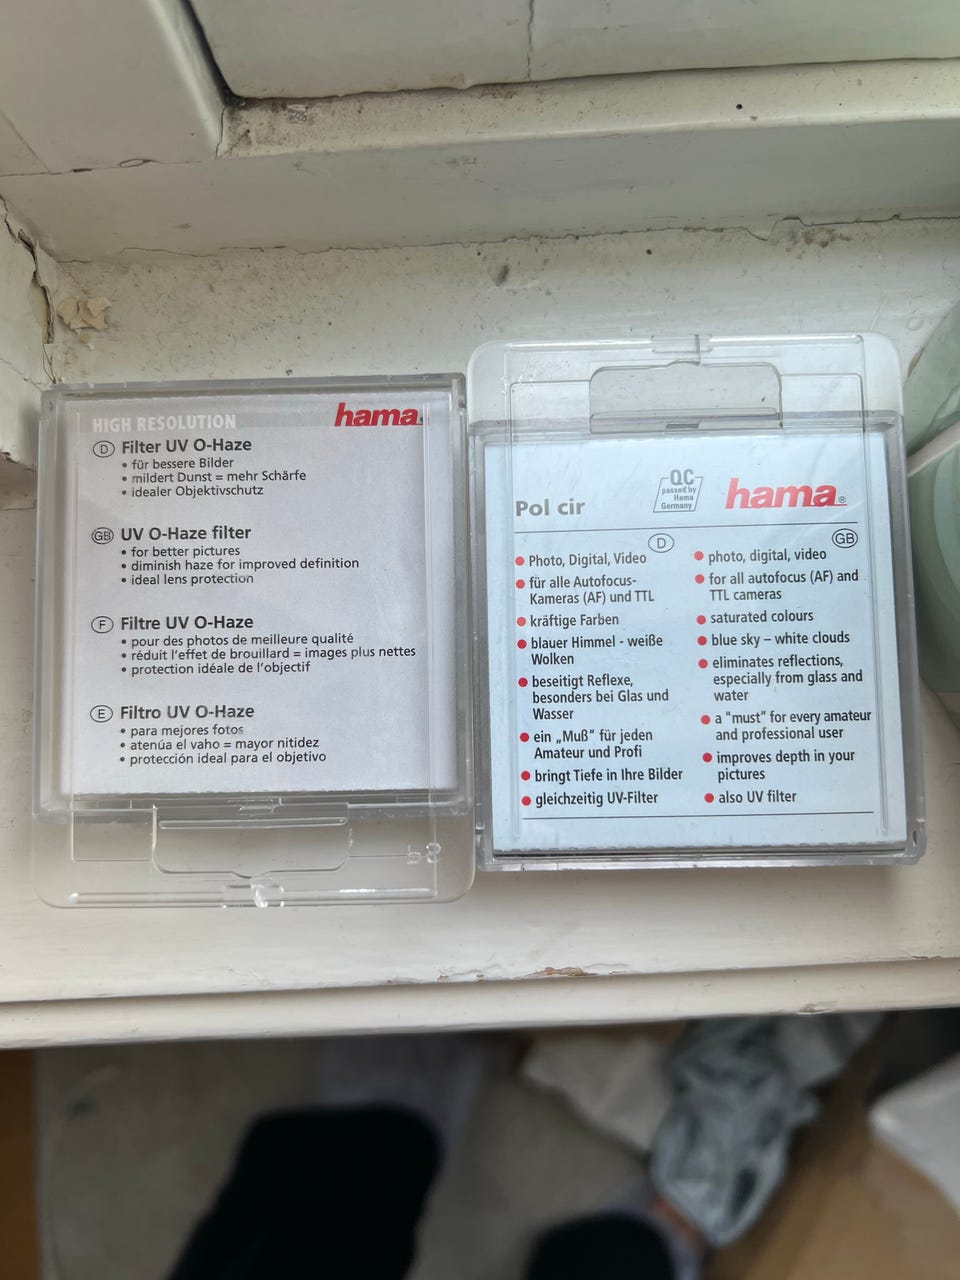 HIGH RESOLUTION
hama®
D Filter UV O-Haze
• für bessere Bilder
• mildert Dunst = mehr Schärfe
• idealer Objektivschutz
GB UV O-Haze filter
• for better pictures
• diminish haze for improved definition
• ideal lens protection
F Filtre UV O-Haze
• pour des photos de meilleure qualité
• réduit l'effet de brouillard = images plus nettes
• protection idéale de l'objectif
E Filtro UV O-Haze
• para mejores fotos
• atenúa el vaho = mayor nitidez
• protección ideal para el objetivo
Pol cir
QC
passed by
Hama
Germany
hama®
D
• Photo, Digital, Video
• für alle Autofocus-
Kameras (AF) und TTL
• kräftige Farben
• blauer Himmel - weiße
Wolken
• beseitigt Reflexe,
besonders bei Glas und
Wasser
• ein „Muß" für jeden
Amateur und Profi
• bringt Tiefe in Ihre Bilder
• gleichzeitig UV-Filter
GB
• photo, digital, video
• for all autofocus (AF) and
TTL cameras
• saturated colours
• blue sky – white clouds
• eliminates reflections,
especially from glass and
water
• a "must" for every amateur
and professional user
• improves depth in your
pictures
• also UV filter